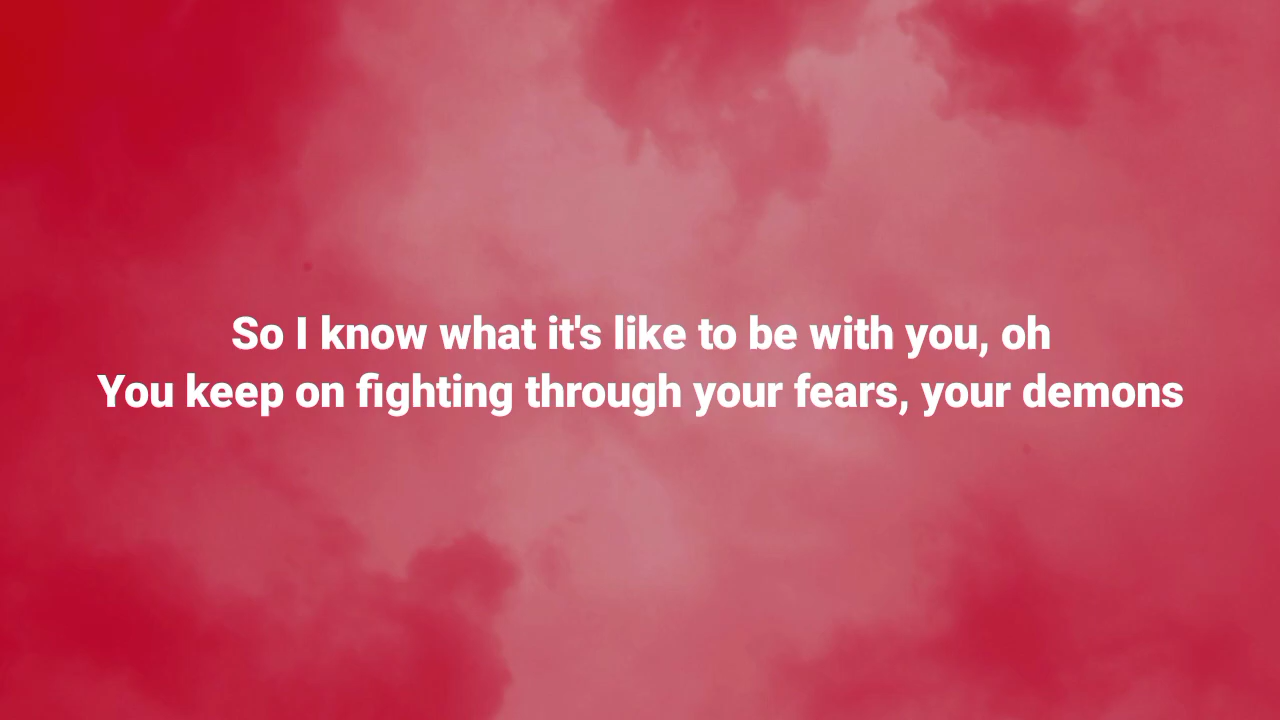 So I know what it's like to be with you, oh
You keep on fighting through your fears, your demons